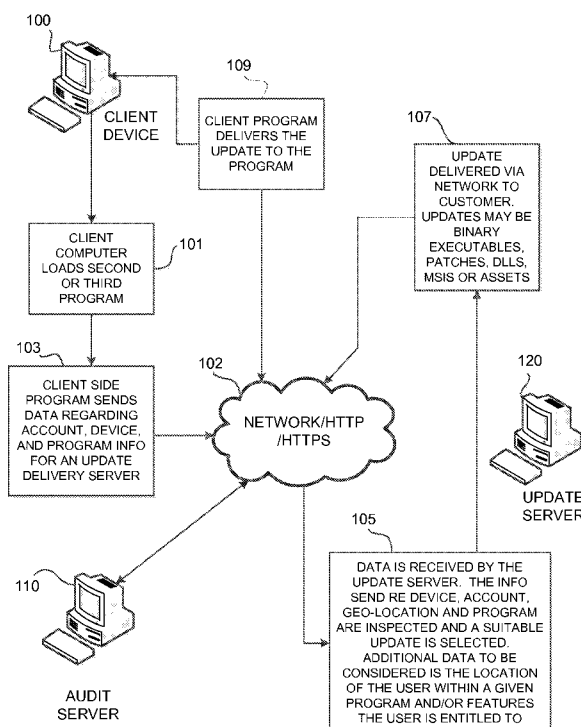 100
CLIENT
DEVICE
109
CLIENT PROGRAM
DELIVERS THE
UPDATE TO THE
PROGRAM
107
UPDATE
DELIVERED VIA
NETWORK TO
CUSTOMER.
UPDATES MAY BE
BINARY
EXECUTABLES,
PATCHES, DLLS,
MSIS OR ASSETS
CLIENT
COMPUTER
LOADS SECOND
OR THIRD
PROGRAM
101
103
CLIENT SIDE
PROGRAM SENDS
DATA REGARDING
ACCOUNT, DEVICE,
AND PROGRAM INFO
FOR AN UPDATE
DELIVERY SERVER
102
NETWORK/HTTP
/HTTPS
120
UPDATE
SERVER
110
AUDIT
SERVER
105
DATA IS RECEIVED BY THE
UPDATE SERVER. THE INFO
SEND RE DEVICE, ACCOUNT,
GEO-LOCATION AND PROGRAM
ARE INSPECTED AND A SUITABLE
UPDATE IS SELECTED.
ADDITIONAL DATA TO BE
CONSIDERED IS THE LOCATION
OF THE USER WITHIN A GIVEN
PROGRAM AND/OR FEATURES
THE USER IS ENTITLED TO